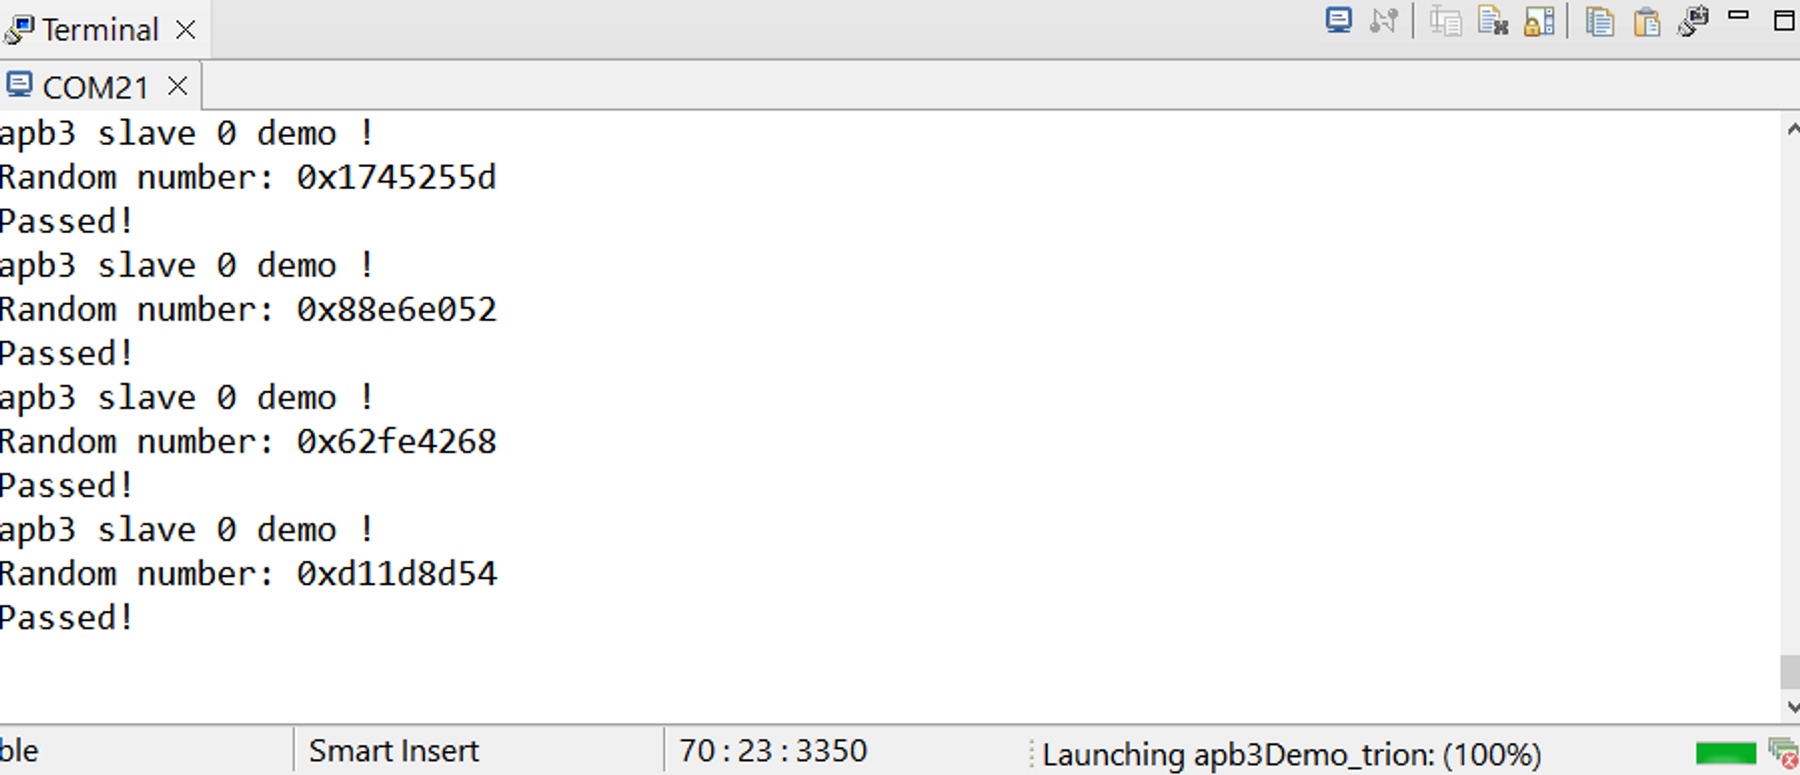 Terminal
COM21
apb3 slave 0 demo !
Random number: 0x1745255d
Passed!
apb3 slave 0 demo !
Random number: 0x88e6e052
Passed!
apb3 slave 0 demo !
Random number: 0x62fe4268
Passed!
apb3 slave 0 demo !
Random number: 0xd11d8d54
Passed!
ble Smart Insert 70 : 23 : 3350 Launching apb3Demo_trion: (100%)